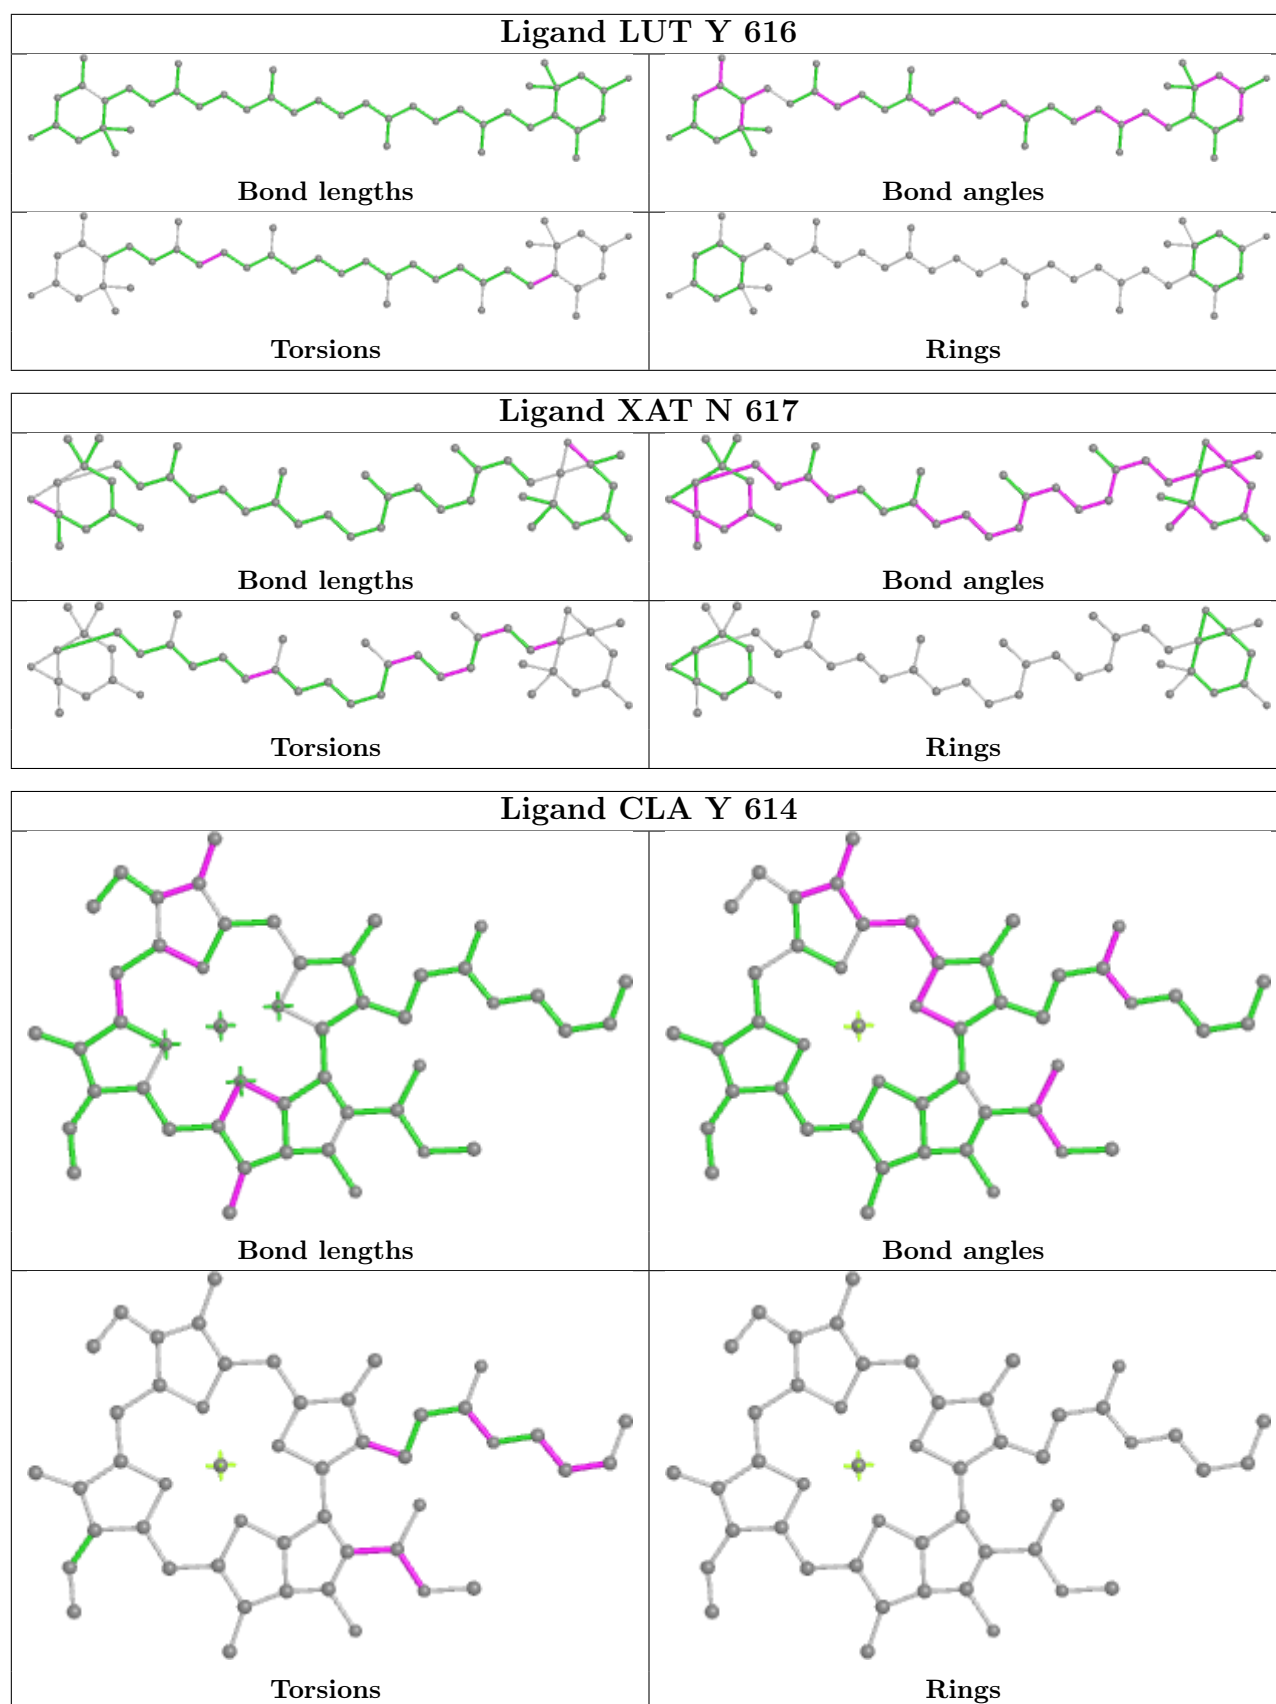 Ligand LUT Y 616
Bond lengths
Bond angles
Torsions
Rings
Ligand XAT N 617
Bond lengths
Bond angles
Torsions
Rings
Ligand CLA Y 614
Bond lengths
Bond angles
Torsions
Rings